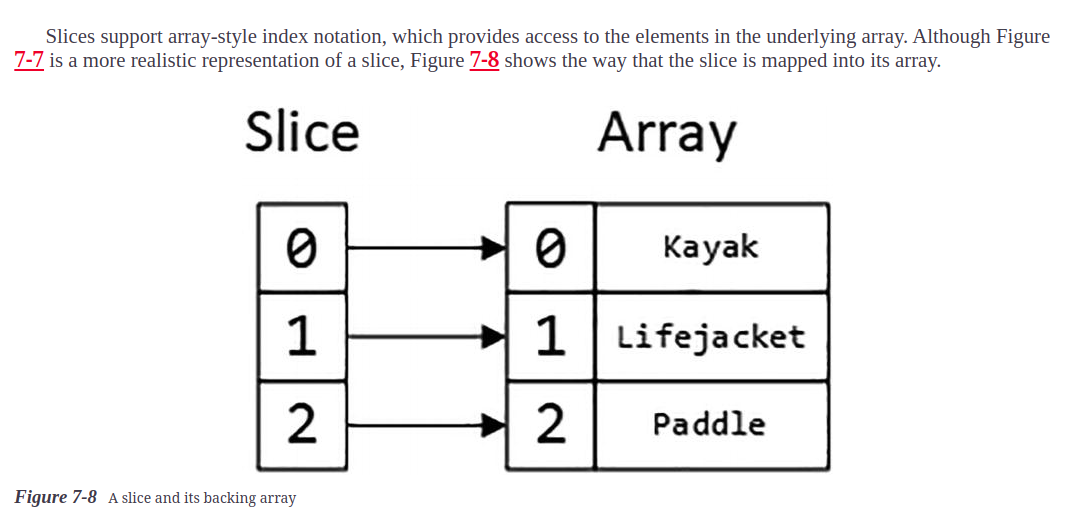 Slices support array-style index notation, which provides access to the elements in the underlying array. Although Figure
7-7 is a more realistic representation of a slice, Figure 7-8 shows the way that the slice is mapped into its array.
Slice Array
0 0 Kayak
1 1 Lifejacket
2 2 Paddle
Figure 7-8 A slice and its backing array